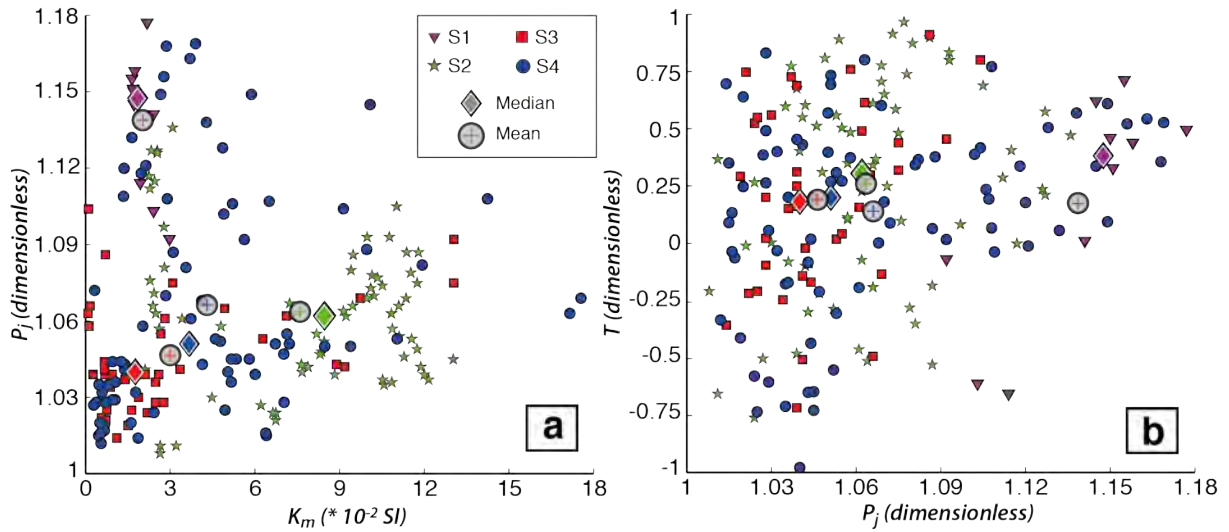 1.18
1.15
1.12
1.09
1.06
1.03
1
Pj (dimensionless)
0
3
6
9
12
15
18
Km (* 10-2 SI)
S1
S3
S2
S4
Median
Mean
a
1
0.75
0.5
0.25
0
-0.25
-0.5
-0.75
-1
T (dimensionless)
1
1.03
1.06
1.09
1.12
1.15
1.18
Pj (dimensionless)
b